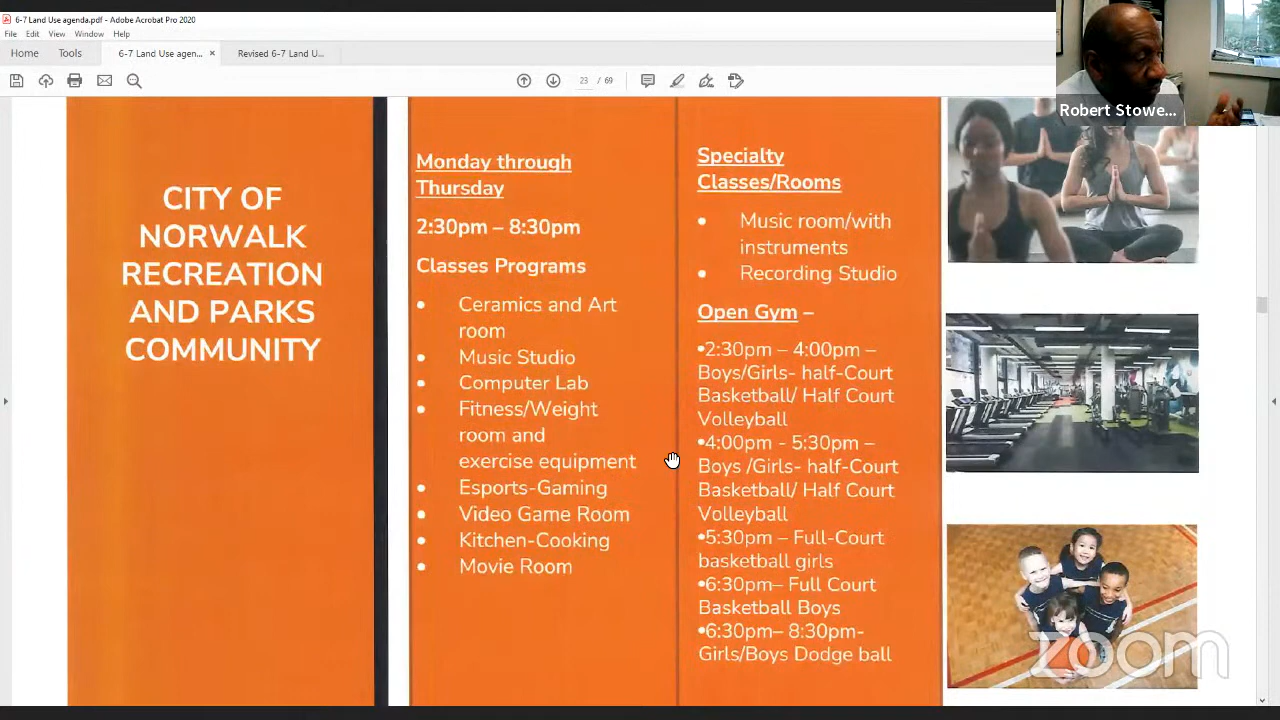 6-7 Land Use agenda.pdf - Adobe Acrobat Pro 2020
File Edit View Window Help
Home Tools 6-7 Land Use agen... × Revised 6-7 Land U...
23 / 69
Robert Stowe...
CITY OF
NORWALK
RECREATION
AND PARKS
COMMUNITY
Monday through
Thursday
2:30pm – 8:30pm
Classes Programs
• Ceramics and Art
room
• Music Studio
• Computer Lab
• Fitness/Weight
room and
exercise equipment
• Esports-Gaming
• Video Game Room
• Kitchen-Cooking
• Movie Room
Specialty
Classes/Rooms
• Music room/with
instruments
• Recording Studio
Open Gym –
•2:30pm – 4:00pm –
Boys/Girls- half-Court
Basketball/ Half Court
Volleyball
•4:00pm - 5:30pm –
Boys /Girls- half-Court
Basketball/ Half Court
Volleyball
•5:30pm – Full-Court
basketball girls
•6:30pm– Full Court
Basketball Boys
•6:30pm– 8:30pm-
Girls/Boys Dodge ball
zoom